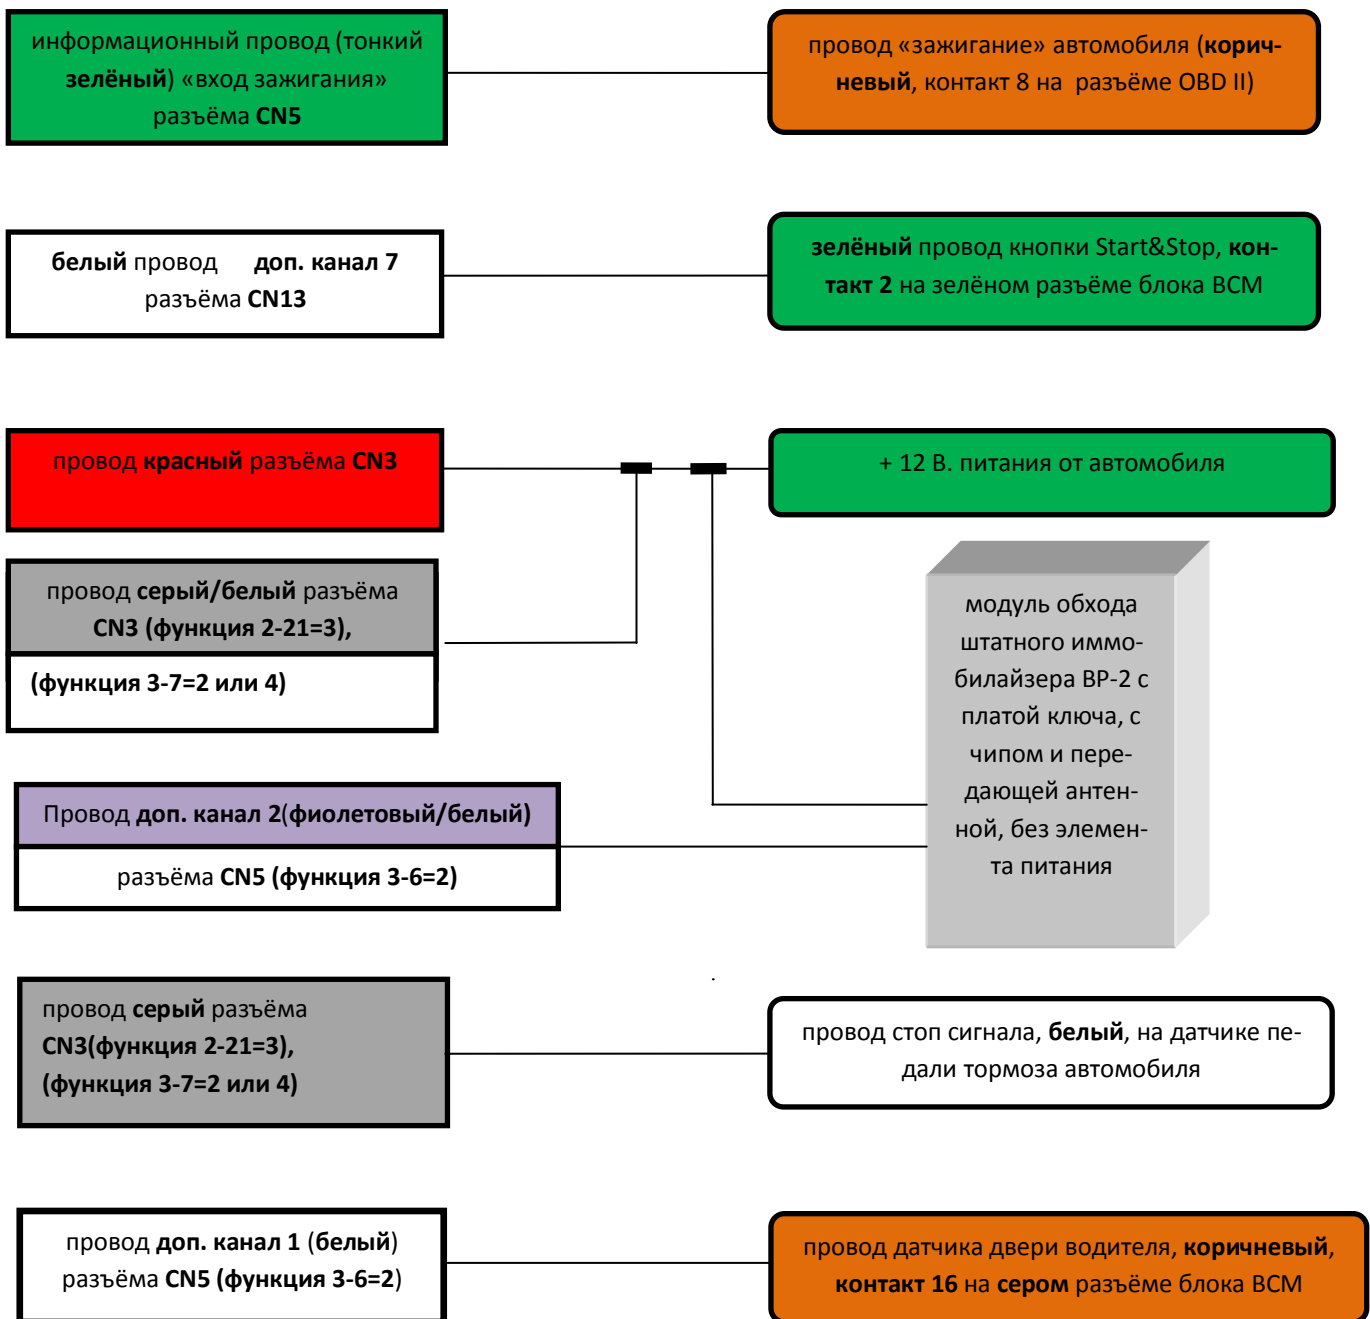 информационный провод (тонкий
зелёный) «вход зажигания»
разъёма CN5
провод «зажигание» автомобиля (корич-
невый, контакт 8 на разъёме OBD II)
белый провод доп. канал 7
разъёма CN13
зелёный провод кнопки Start&Stop, кон-
такт 2 на зелёном разъёме блока BCM
провод красный разъёма CN3
+ 12 В. питания от автомобиля
провод серый/белый разъёма
CN3 (функция 2-21=3),
(функция 3-7=2 или 4)
модуль обхода
штатного иммо-
билайзера BP-2 с
платой ключа, с
чипом и пере-
дающей антен-
ной, без элемен-
та питания
Провод доп. канал 2(фиолетовый/белый)
разъёма CN5 (функция 3-6=2)
провод серый разъёма
CN3(функция 2-21=3),
(функция 3-7=2 или 4)
провод стоп сигнала, белый, на датчике пе-
дали тормоза автомобиля
провод доп. канал 1 (белый)
разъёма CN5 (функция 3-6=2)
провод датчика двери водителя, коричневый,
контакт 16 на сером разъёме блока BCM